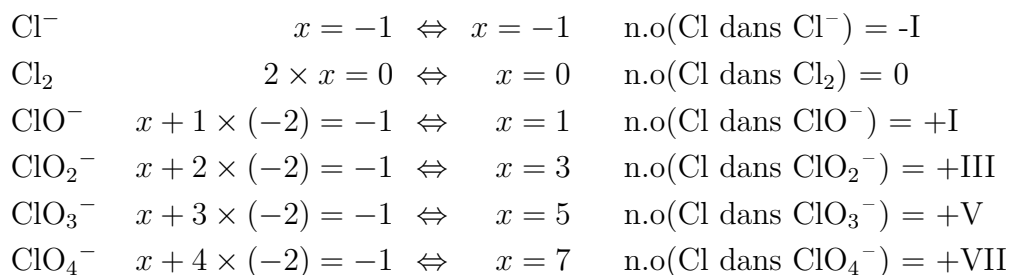 Cl⁻ x = −1 ⇔ x = −1 n.o(Cl dans Cl⁻) = -I
Cl₂ 2 × x = 0 ⇔ x = 0 n.o(Cl dans Cl₂) = 0
ClO⁻ x + 1 × (−2) = −1 ⇔ x = 1 n.o(Cl dans ClO⁻) = +I
ClO₂⁻ x + 2 × (−2) = −1 ⇔ x = 3 n.o(Cl dans ClO₂⁻) = +III
ClO₃⁻ x + 3 × (−2) = −1 ⇔ x = 5 n.o(Cl dans ClO₃⁻) = +V
ClO₄⁻ x + 4 × (−2) = −1 ⇔ x = 7 n.o(Cl dans ClO₄⁻) = +VII